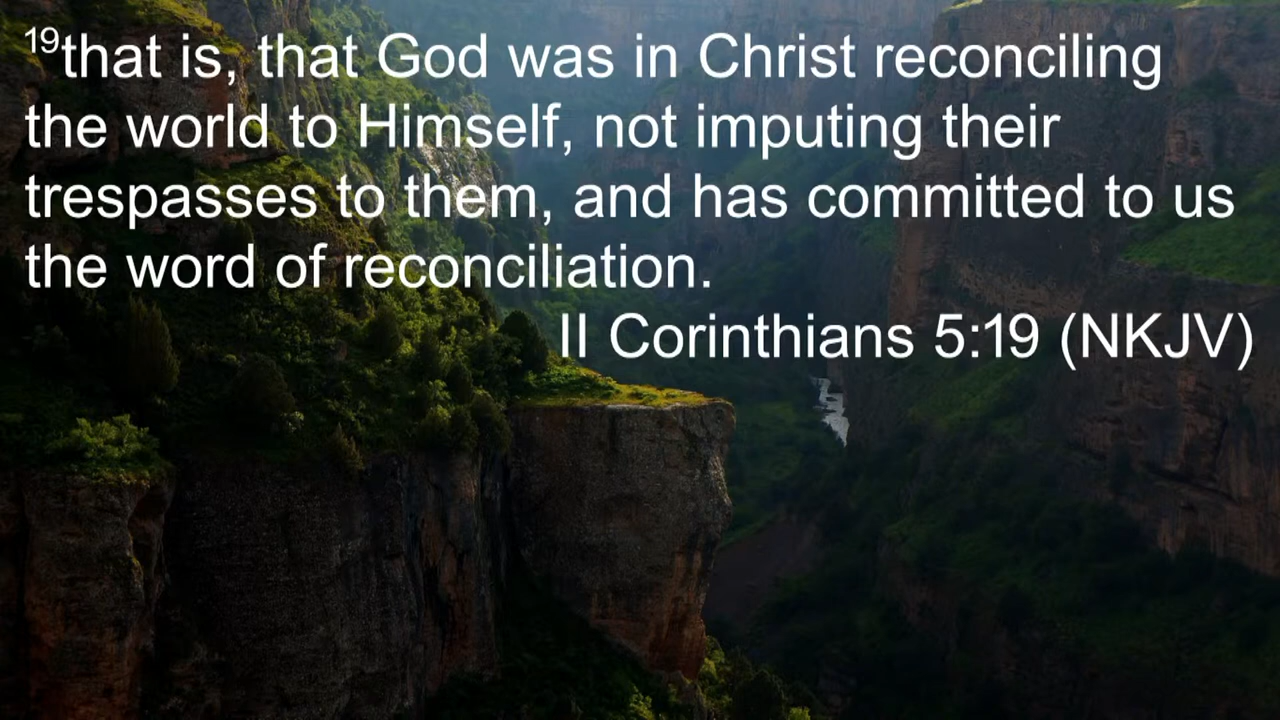 19that is, that God was in Christ reconciling
the world to Himself, not imputing their
trespasses to them, and has committed to us
the word of reconciliation.
II Corinthians 5:19 (NKJV)